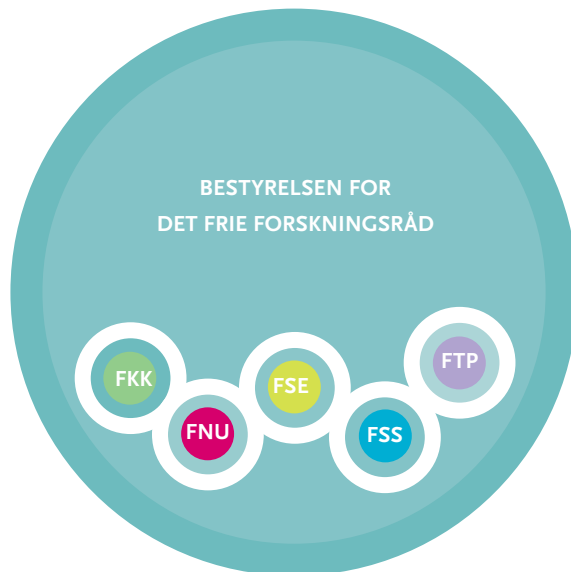 BESTYRELSEN FOR
DET FRIE FORSKNINGSRÅD
FKK
FNU
FSE
FSS
FTP